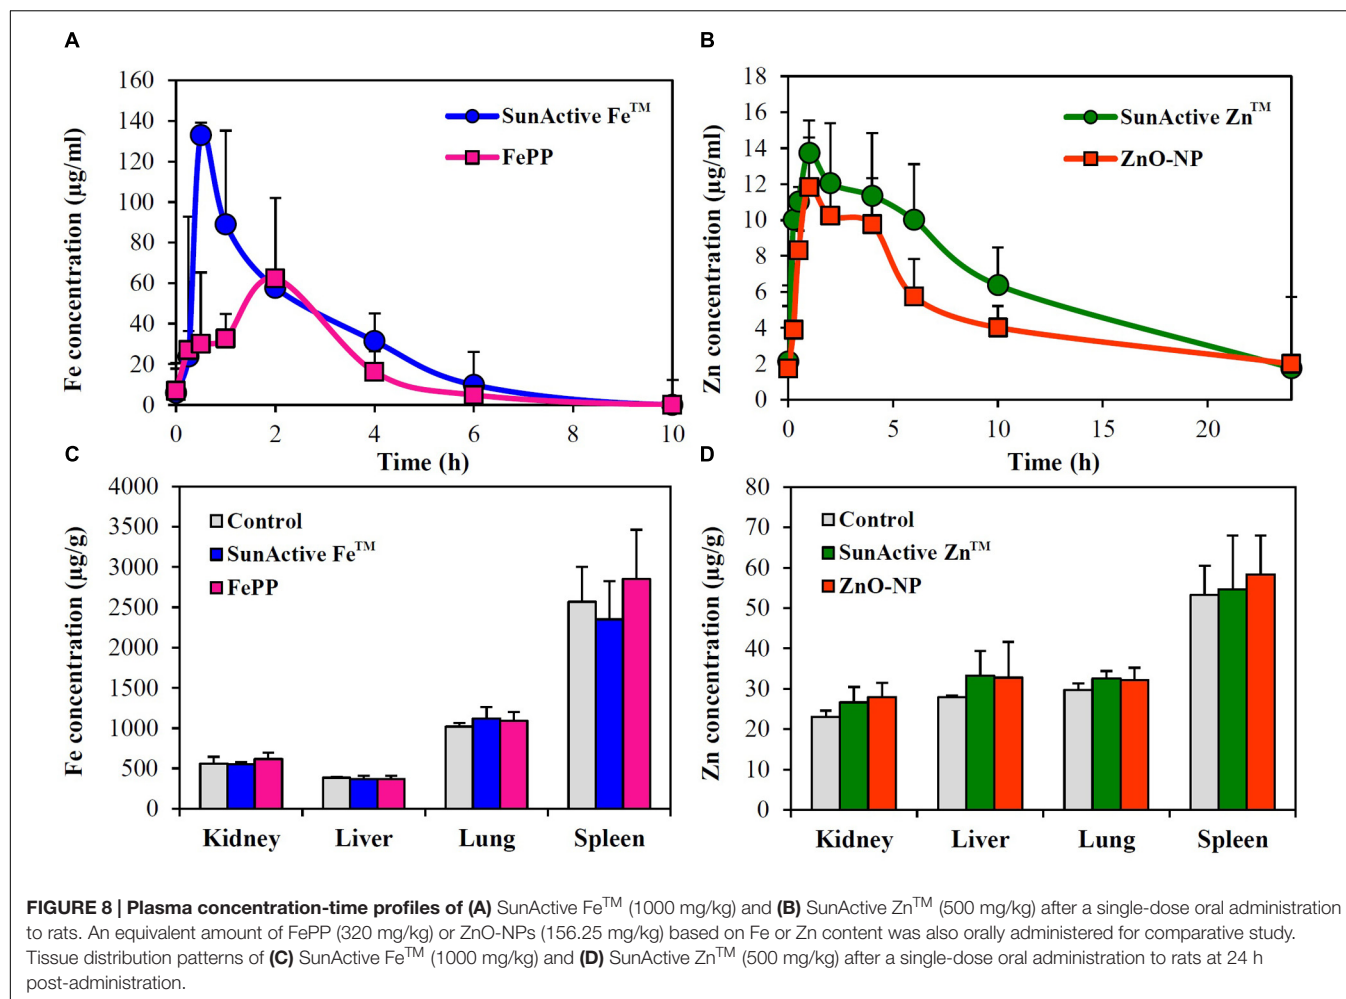 A
Fe concentration (µg/ml)
160
140
120
100
80
60
40
20
0
SunActive Fe™
FePP
0 2 4 6 8 10
Time (h)
B
Zn concentration (µg/ml)
18
16
14
12
10
8
6
4
2
0
SunActive Zn™
ZnO-NP
0 5 10 15 20
Time (h)
C
Fe concentration (µg/g)
4000
3500
3000
2500
2000
1500
1000
500
0
Control
SunActive Fe™
FePP
Kidney Liver Lung Spleen
D
Zn concentration (µg/g)
80
70
60
50
40
30
20
10
0
Control
SunActive Zn™
ZnO-NP
Kidney Liver Lung Spleen
FIGURE 8 | Plasma concentration-time profiles of (A) SunActive Fe™ (1000 mg/kg) and (B) SunActive Zn™ (500 mg/kg) after a single-dose oral administration
to rats. An equivalent amount of FePP (320 mg/kg) or ZnO-NPs (156.25 mg/kg) based on Fe or Zn content was also orally administered for comparative study.
Tissue distribution patterns of (C) SunActive Fe™ (1000 mg/kg) and (D) SunActive Zn™ (500 mg/kg) after a single-dose oral administration to rats at 24 h
post-administration.